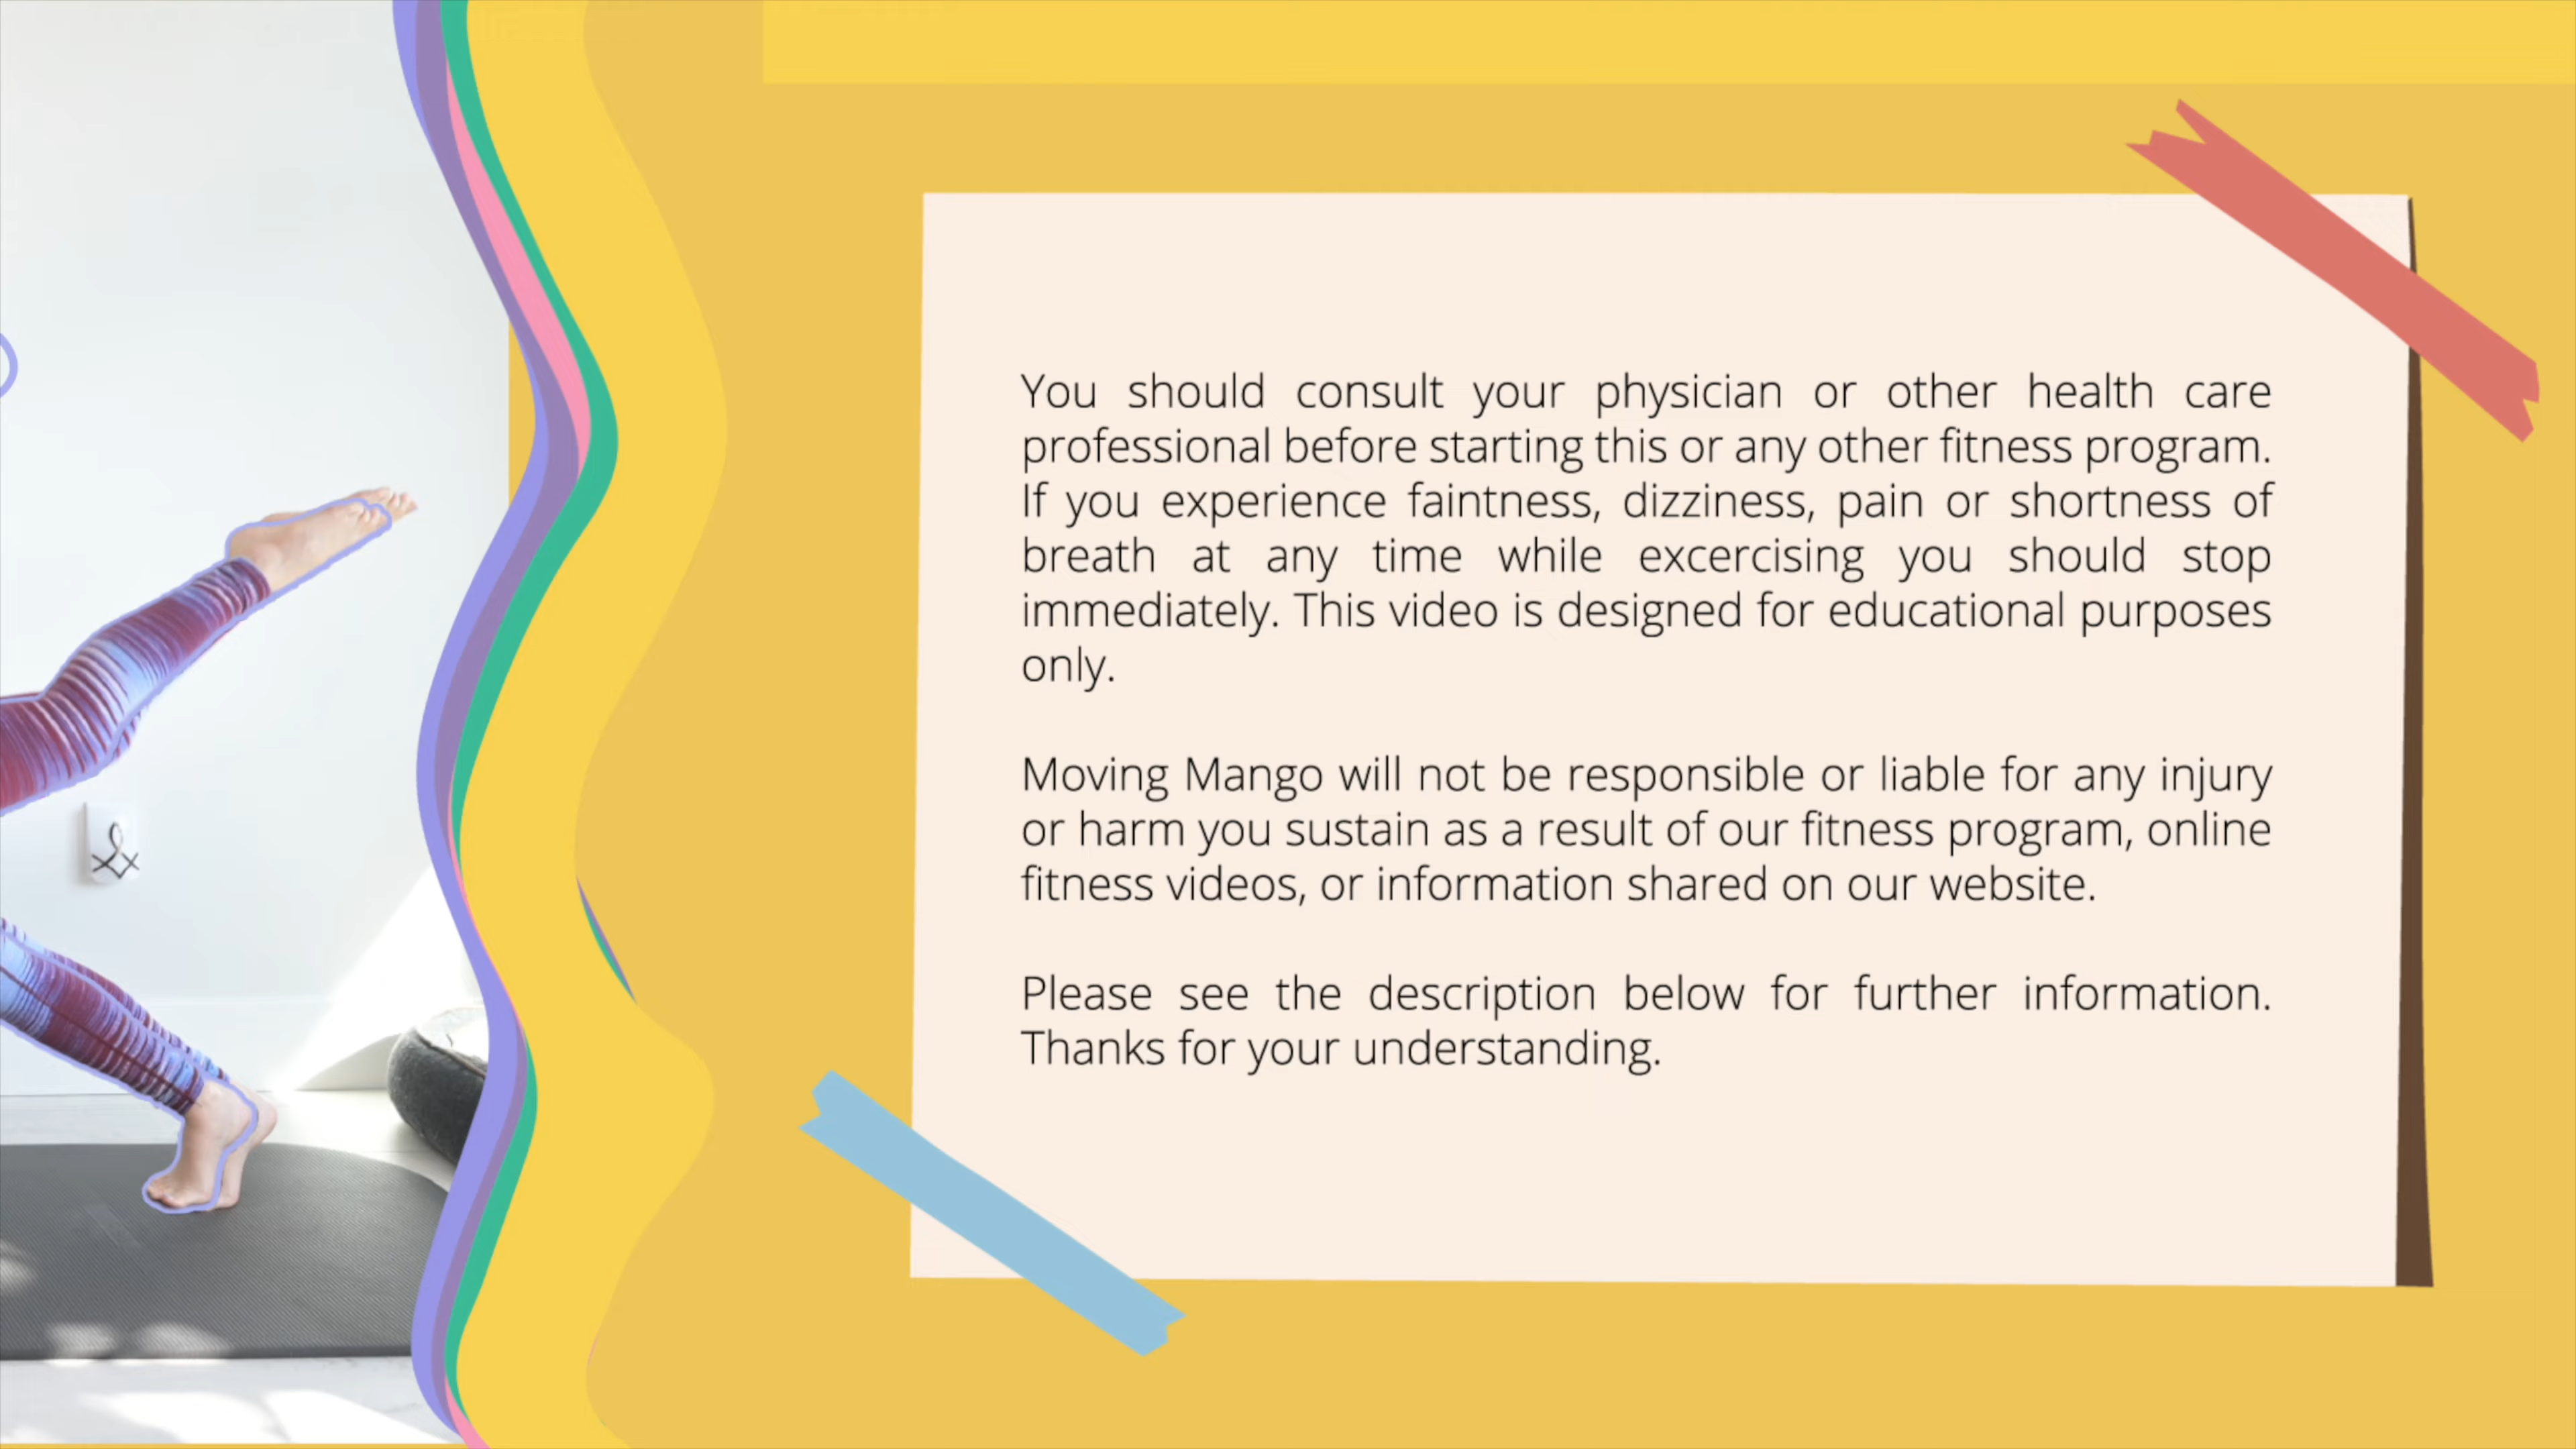 You should consult your physician or other health care
professional before starting this or any other fitness program.
If you experience faintness, dizziness, pain or shortness of
breath at any time while excercising you should stop
immediately. This video is designed for educational purposes
only.
Moving Mango will not be responsible or liable for any injury
or harm you sustain as a result of our fitness program, online
fitness videos, or information shared on our website.
Please see the description below for further information.
Thanks for your understanding.